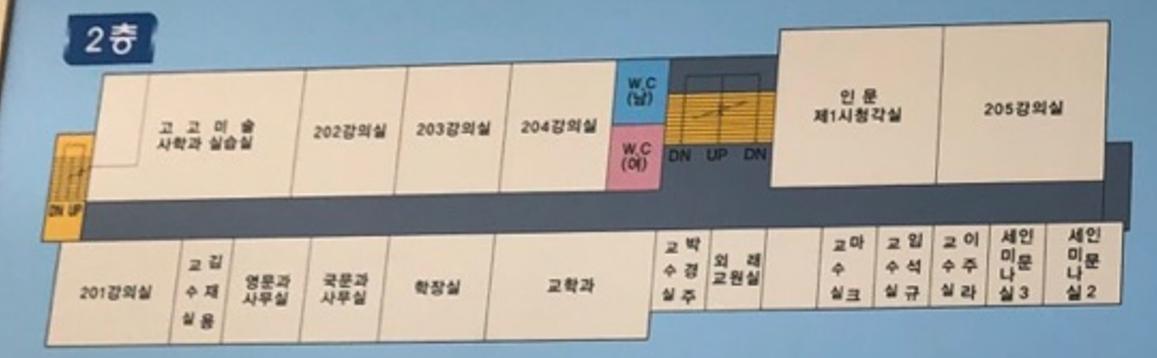 2층
고고미술
사학과 실습실
202강의실
203강의실
204강의실
W.C
(남)
W.C
(여)
DN UP DN
인문
제1시청각실
205강의실
DN UP
201강의실
김재용
교수실
영문과
사무실
국문과
사무실
학장실
교학과
박경주
교수실
외래
교원실
마크
교수실
임석규
교수실
이주라
교수실
인문3
세미나실
인문2
세미나실